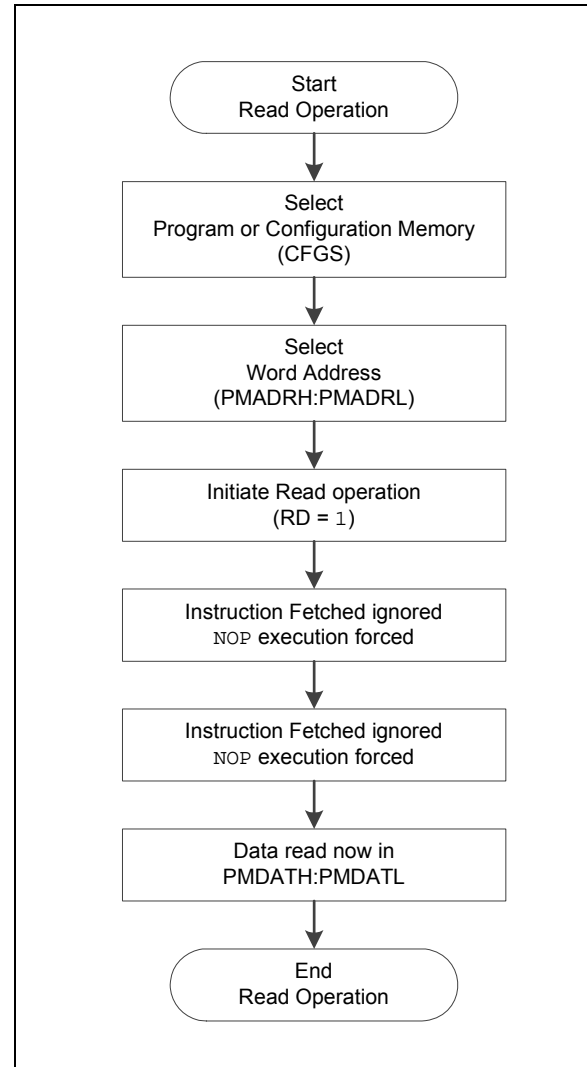 Start
Read Operation
Select
Program or Configuration Memory
(CFGS)
Select
Word Address
(PMADRH:PMADRL)
Initiate Read operation
(RD = 1)
Instruction Fetched ignored
NOP execution forced
Instruction Fetched ignored
NOP execution forced
Data read now in
PMDATH:PMDATL
End
Read Operation